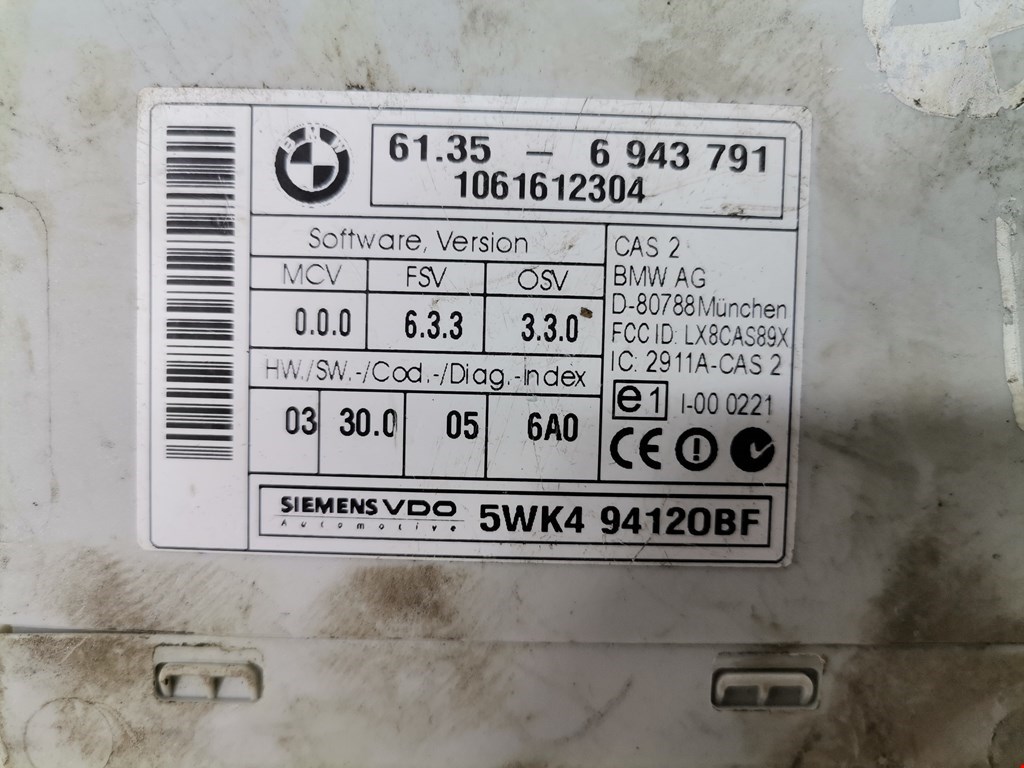 BMW
61.35 – 6 943 791
1061612304
Software, Version
MCV FSV OSV
0.0.0 6.3.3 3.3.0
HW./SW.-/Cod.-/Diag.-Index
03 30.0 05 6A0
CAS 2
BMW AG
D-80788 München
FCC ID: LX8CAS89X
IC: 2911A-CAS 2
e1 I-00 0221
CE
SIEMENS VDO
Automotive
5WK4 94120BF